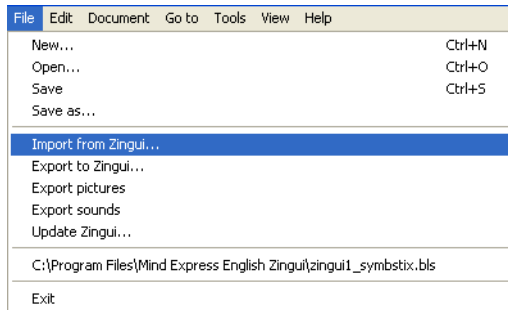 File Edit Document Go to Tools View Help
New... Ctrl+N
Open... Ctrl+O
Save Ctrl+S
Save as...
Import from Zingui...
Export to Zingui...
Export pictures
Export sounds
Update Zingui...
C:\Program Files\Mind Express English Zingui\zingui1_symbstix.bls
Exit